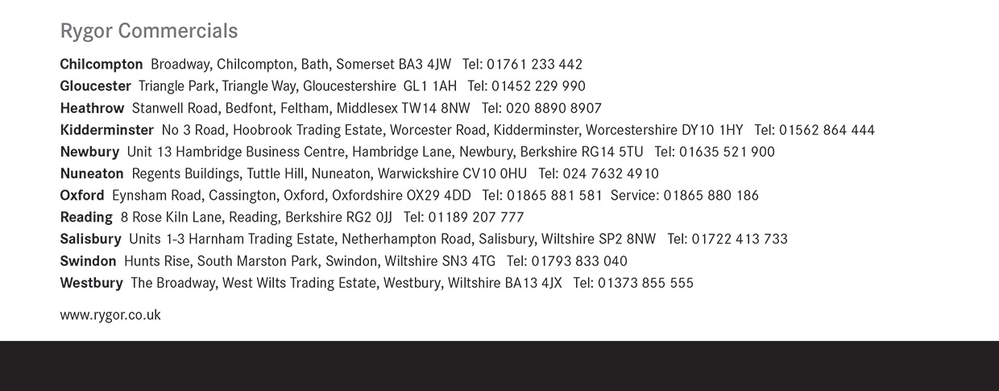 Rygor Commercials
Chilcompton Broadway, Chilcompton, Bath, Somerset BA3 4JW Tel: 01761 233 442
Gloucester Triangle Park, Triangle Way, Gloucestershire GL1 1AH Tel: 01452 229 990
Heathrow Stanwell Road, Bedfont, Feltham, Middlesex TW14 8NW Tel: 020 8890 8907
Kidderminster No 3 Road, Hoobrook Trading Estate, Worcester Road, Kidderminster, Worcestershire DY10 1HY Tel: 01562 864 444
Newbury Unit 13 Hambridge Business Centre, Hambridge Lane, Newbury, Berkshire RG14 5TU Tel: 01635 521 900
Nuneaton Regents Buildings, Tuttle Hill, Nuneaton, Warwickshire CV10 0HU Tel: 024 7632 4910
Oxford Eynsham Road, Cassington, Oxford, Oxfordshire OX29 4DD Tel: 01865 881 581 Service: 01865 880 186
Reading 8 Rose Kiln Lane, Reading, Berkshire RG2 0JJ Tel: 01189 207 777
Salisbury Units 1-3 Harnham Trading Estate, Netherhampton Road, Salisbury, Wiltshire SP2 8NW Tel: 01722 413 733
Swindon Hunts Rise, South Marston Park, Swindon, Wiltshire SN3 4TG Tel: 01793 833 040
Westbury The Broadway, West Wilts Trading Estate, Westbury, Wiltshire BA13 4JX Tel: 01373 855 555
www.rygor.co.uk